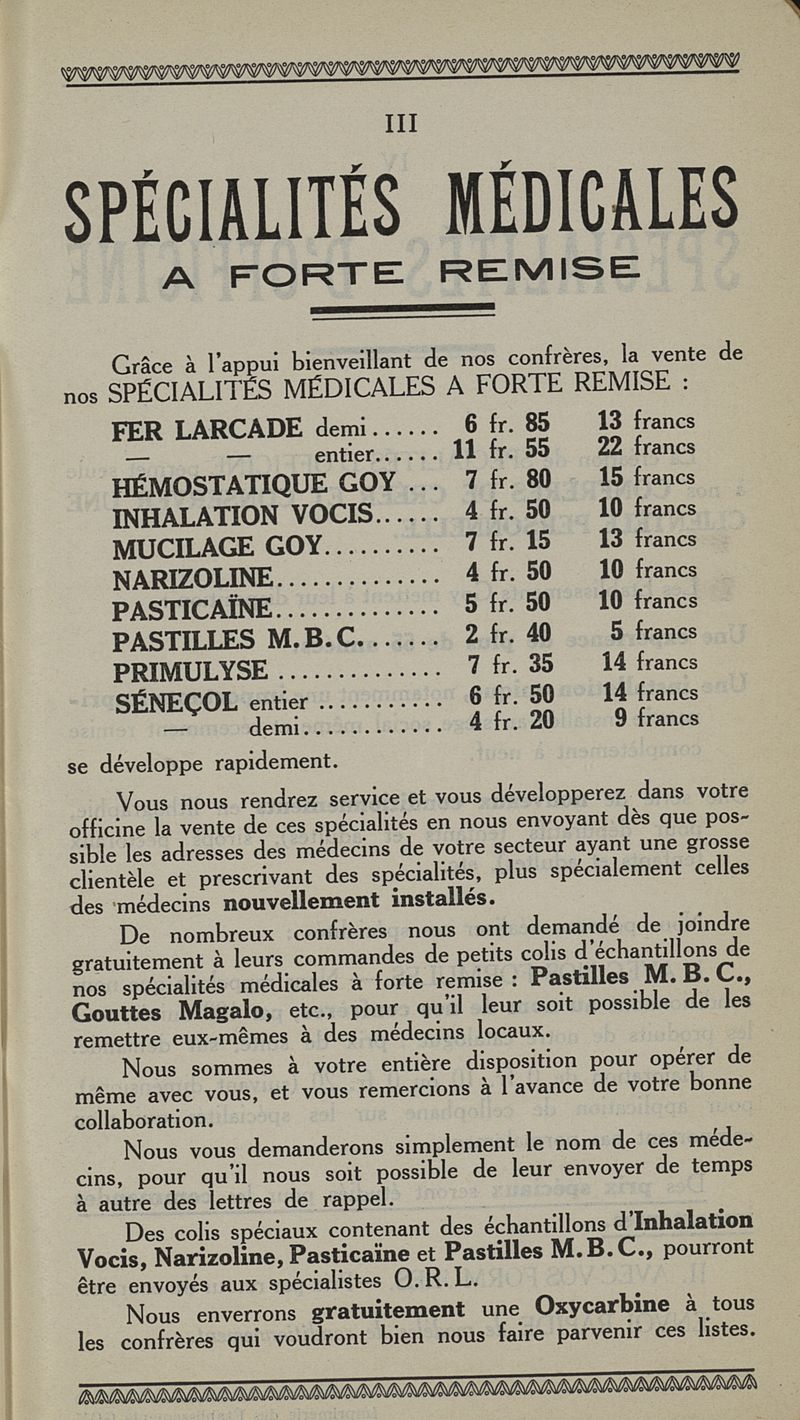 III
SPÉCIALITÉS MÉDICALES
A FORTE REMISE
Grâce à l'appui bienveillant de nos confrères, la vente de
nos SPÉCIALITÉS MÉDICALES A FORTE REMISE :
FER LARCADE demi...... 6 fr. 85 13 francs
— — entier...... 11 fr. 55 22 francs
HÉMOSTATIQUE GOY ... 7 fr. 80 15 francs
INHALATION VOCIS...... 4 fr. 50 10 francs
MUCILAGE GOY.......... 7 fr. 15 13 francs
NARIZOLINE.............. 4 fr. 50 10 francs
PASTICAÏNE.............. 5 fr. 50 10 francs
PASTILLES M.B.C....... 2 fr. 40 5 francs
PRIMULYSE .............. 7 fr. 35 14 francs
SÉNEÇOL entier ........... 6 fr. 50 14 francs
— demi............ 4 fr. 20 9 francs
se développe rapidement.
Vous nous rendrez service et vous développerez dans votre
officine la vente de ces spécialités en nous envoyant dès que pos-
sible les adresses des médecins de votre secteur ayant une grosse
clientèle et prescrivant des spécialités, plus spécialement celles
des médecins nouvellement installés.
De nombreux confrères nous ont demandé de joindre
gratuitement à leurs commandes de petits colis d'échantillons de
nos spécialités médicales à forte remise : Pastilles M.B.C.,
Gouttes Magalo, etc., pour qu'il leur soit possible de les
remettre eux-mêmes à des médecins locaux.
Nous sommes à votre entière disposition pour opérer de
même avec vous, et vous remercions à l'avance de votre bonne
collaboration.
Nous vous demanderons simplement le nom de ces méde-
cins, pour qu'il nous soit possible de leur envoyer de temps
à autre des lettres de rappel.
Des colis spéciaux contenant des échantillons d'Inhalation
Vocis, Narizoline, Pasticaïne et Pastilles M.B.C., pourront
être envoyés aux spécialistes O.R.L.
Nous enverrons gratuitement une Oxycarbine à tous
les confrères qui voudront bien nous faire parvenir ces listes.